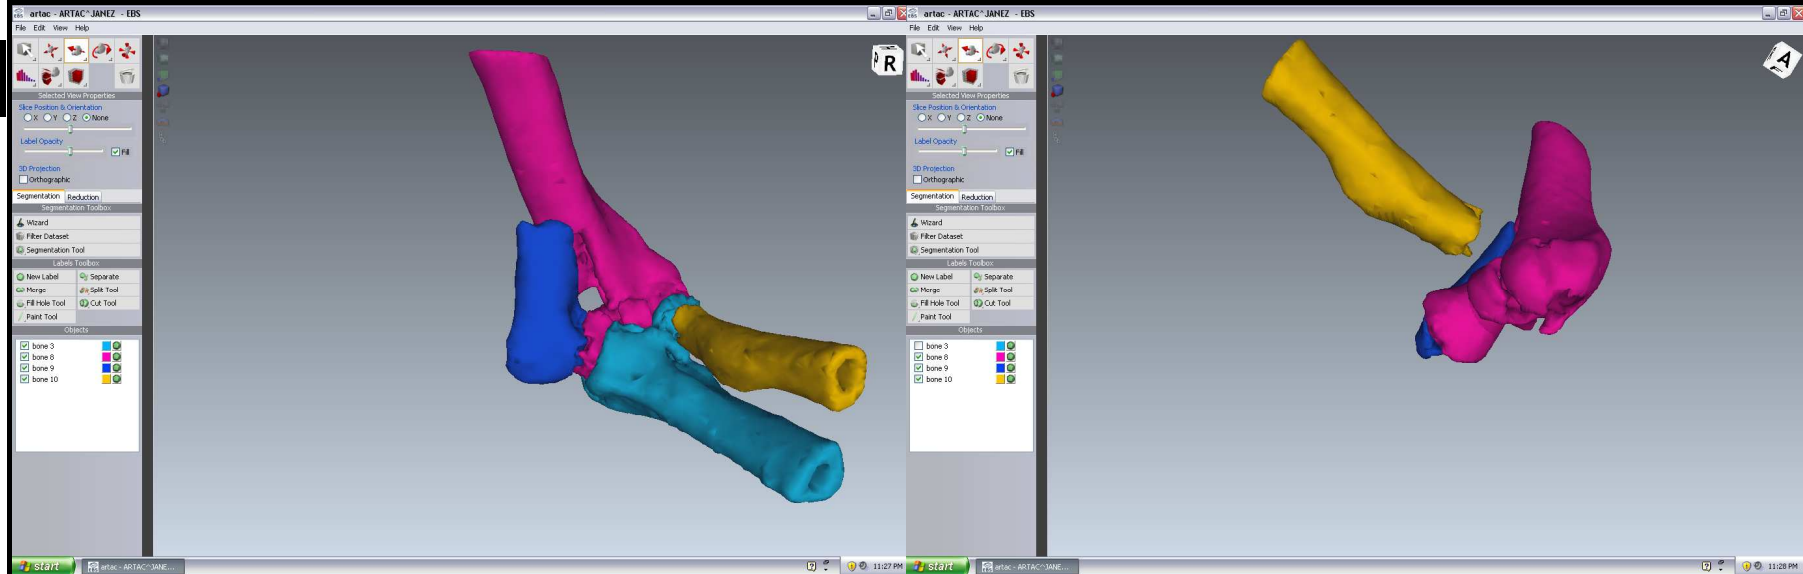 artac - ARTAC^JANEZ - EBS
File Edit View Help
R
Selected View Properties
Slice Position & Orientation
X Y Z None
Label Opacity
Fill
3D Projection
Orthographic
Segmentation Reduction
Segmentation Toolbox
Wizard
Filter Dataset
Segmentation Tool
Labels Toolbox
New Label Separate
Merge Split Tool
Fill Hole Tool Cut Tool
Paint Tool
Objects
bone 3
bone 8
bone 9
bone 10
start
artac - ARTAC^JANE...
11:27 PM
artac - ARTAC^JANEZ - EBS
File Edit View Help
A
Selected View Properties
Slice Position & Orientation
X Y Z None
Label Opacity
Fill
3D Projection
Orthographic
Segmentation Reduction
Segmentation Toolbox
Wizard
Filter Dataset
Segmentation Tool
Labels Toolbox
New Label Separate
Merge Split Tool
Fill Hole Tool Cut Tool
Paint Tool
Objects
bone 3
bone 8
bone 9
bone 10
start
artac - ARTAC^JANE...
11:28 PM